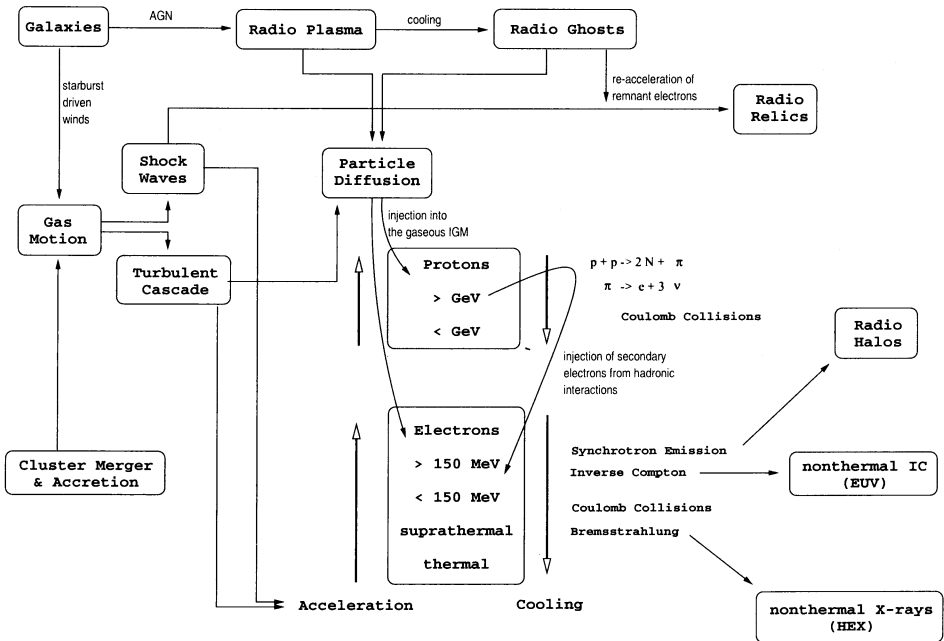 Galaxies
AGN
Radio Plasma
cooling
Radio Ghosts
starburst
driven
winds
re-acceleration of
remnant electrons
Radio
Relics
Shock
Waves
Particle
Diffusion
Gas
Motion
injection into
the gaseous IGM
Turbulent
Cascade
Protons
> GeV
< GeV
p + p -> 2 N + π
π -> e + 3 ν
Coulomb Collisions
Radio
Halos
injection of secondary
electrons from hadronic
interactions
Cluster Merger
& Accretion
Electrons
> 150 MeV
< 150 MeV
suprathermal
thermal
Synchrotron Emission
Inverse Compton
Coulomb Collisions
Bremsstrahlung
nonthermal IC
(EUV)
Acceleration
Cooling
nonthermal X-rays
(HEX)